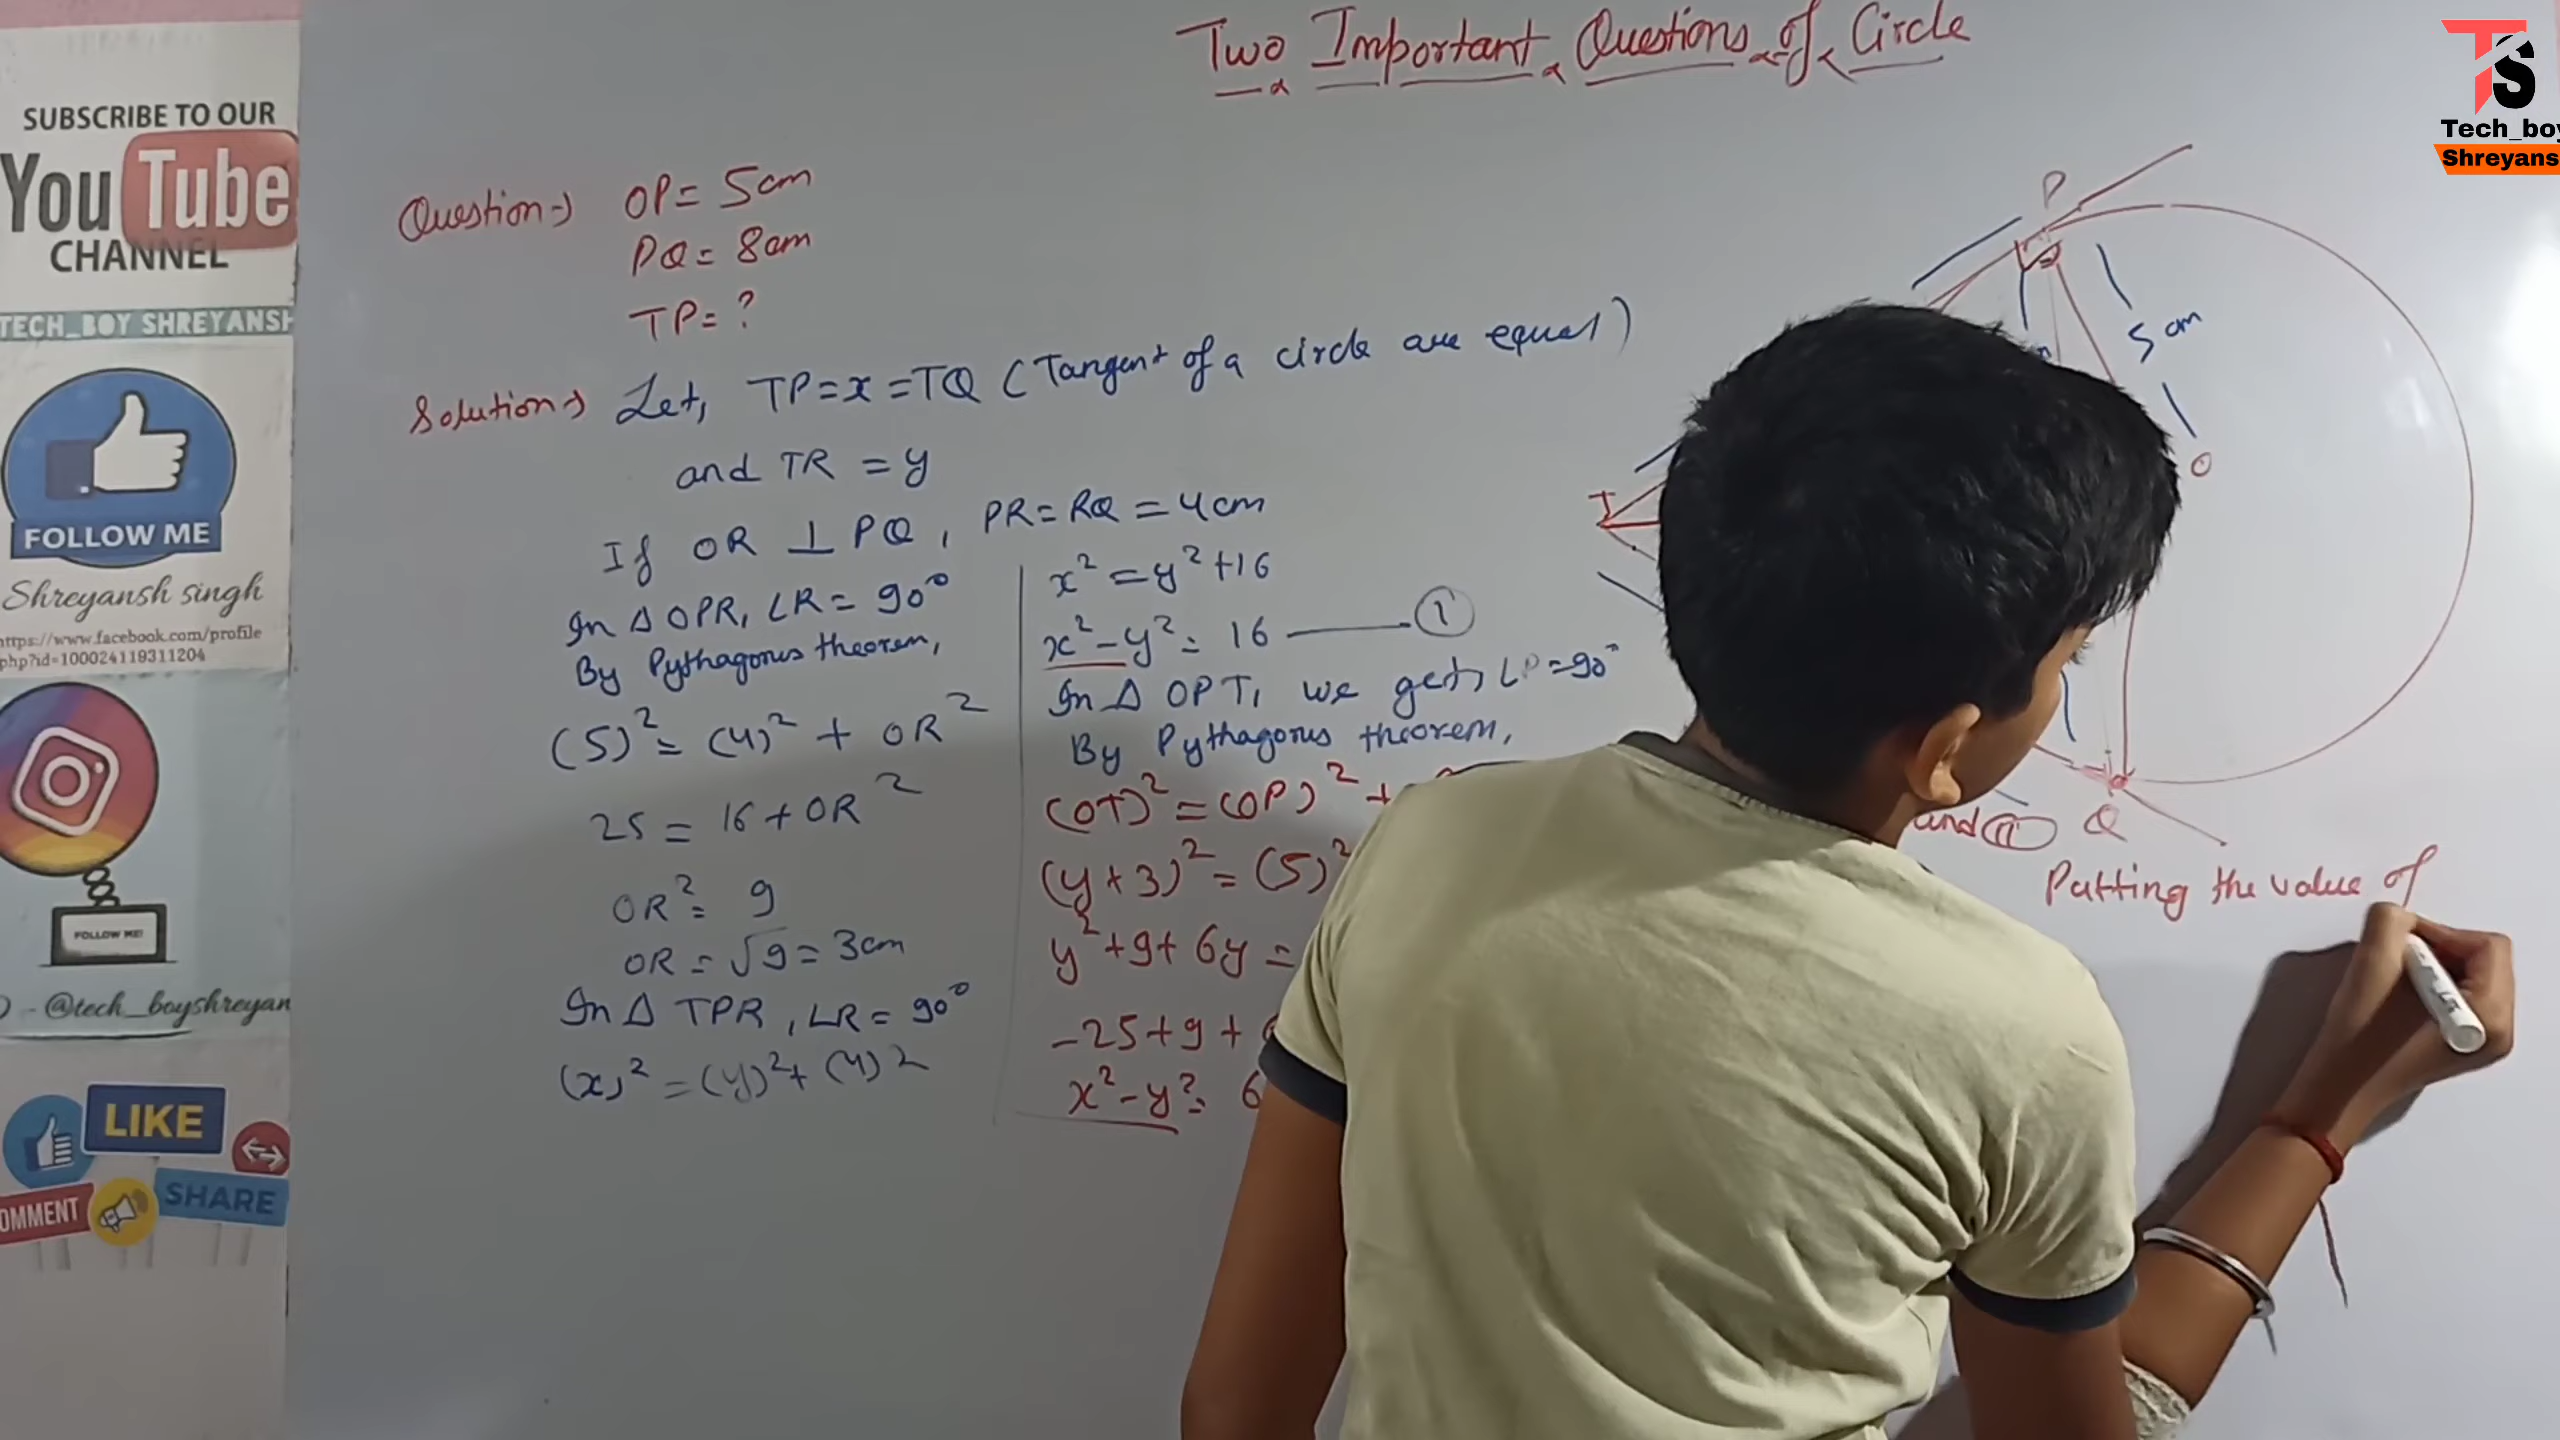 Two Important Questions of Circle
TS
Tech_boy
Shreyans
SUBSCRIBE TO OUR
YouTube
CHANNEL
TECH_BOY SHREYANSH
FOLLOW ME
Shreyansh singh
https://www.facebook.com/profile
php?id=100024119311204
FOLLOW ME!
- @tech_boyshreyan
LIKE
OMMENT
SHARE
Question→ OP = 5cm
PQ = 8cm
TP = ?
Solution→ Let, TP = x = TQ (Tangent of a circle are equal)
and TR = y
If OR ⊥ PQ, PR = RQ = 4cm
In Δ OPR, ∠R = 90°
By Pythagorus theorem,
(5)² = (4)² + OR²
25 = 16 + OR²
OR² = 9
OR = √9 = 3cm
In Δ TPR, ∠R = 90°
(x)² = (y)² + (4)²
x² = y² + 16
x² - y² = 16 — ①
In Δ OPT, we get, ∠P = 90°
By Pythagorus theorem,
(OT)² = (OP)² +
(y + 3)² = (5)²
y² + 9 + 6y =
-25 + 9 +
x² - y² = 6
P
5 cm
O
T
Q
and ⑪
Putting the value of